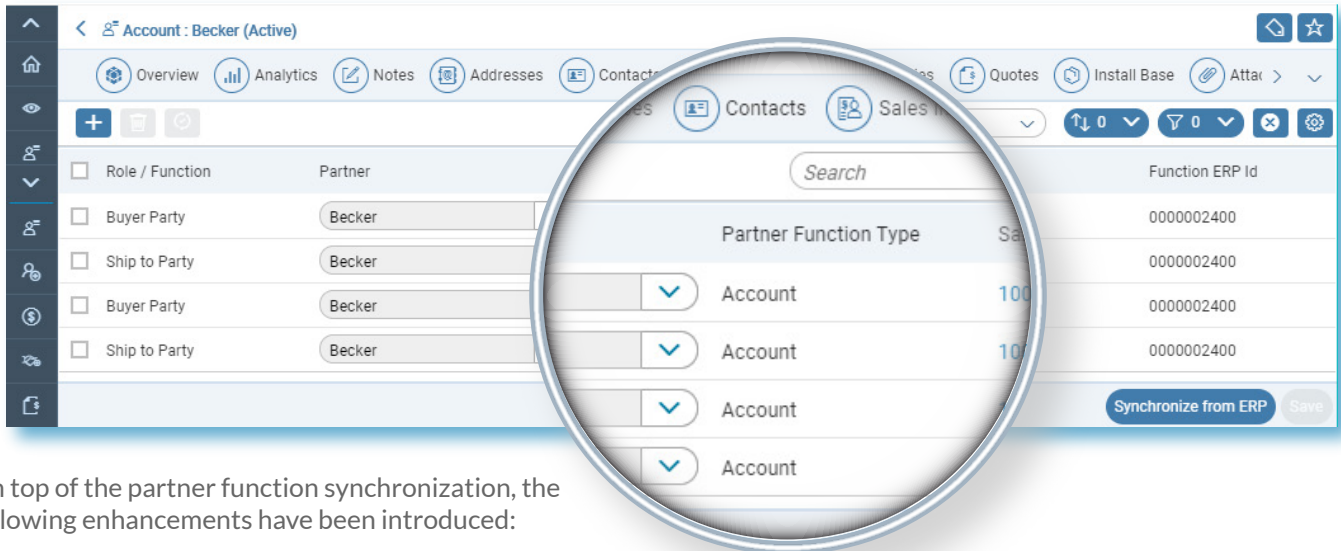 Account : Becker (Active)
Overview Analytics Notes Addresses Contacts Quotes Install Base
Contacts Sales
0 0
Search
Role / Function Partner Partner Function Type Function ERP Id
Buyer Party Becker Account 100 0000002400
Ship to Party Becker Account 10 0000002400
Buyer Party Becker Account 0000002400
Ship to Party Becker Account 0000002400
Synchronize from ERP Save
top of the partner function synchronization, the
lowing enhancements have been introduced: